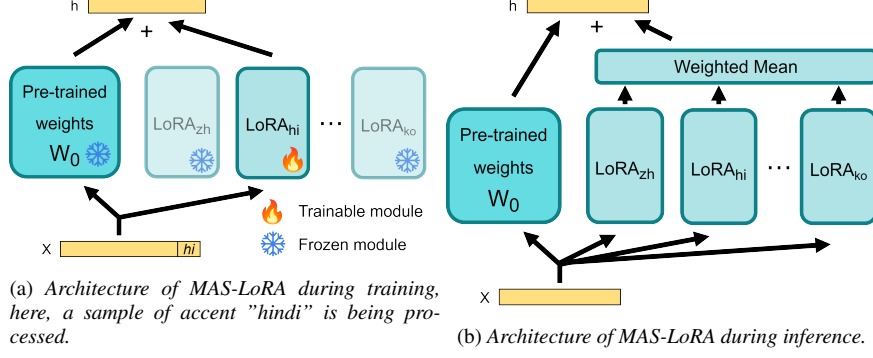 h
+
Pre-trained
weights
W0
LoRAzh
LoRAhi
...
LoRAko
Trainable module
Frozen module
X
hi
(a) Architecture of MAS-LoRA during training,
here, a sample of accent ”hindi” is being pro-
cessed.
h
+
Weighted Mean
Pre-trained
weights
W0
LoRAzh
LoRAhi
...
LoRAko
X
(b) Architecture of MAS-LoRA during inference.